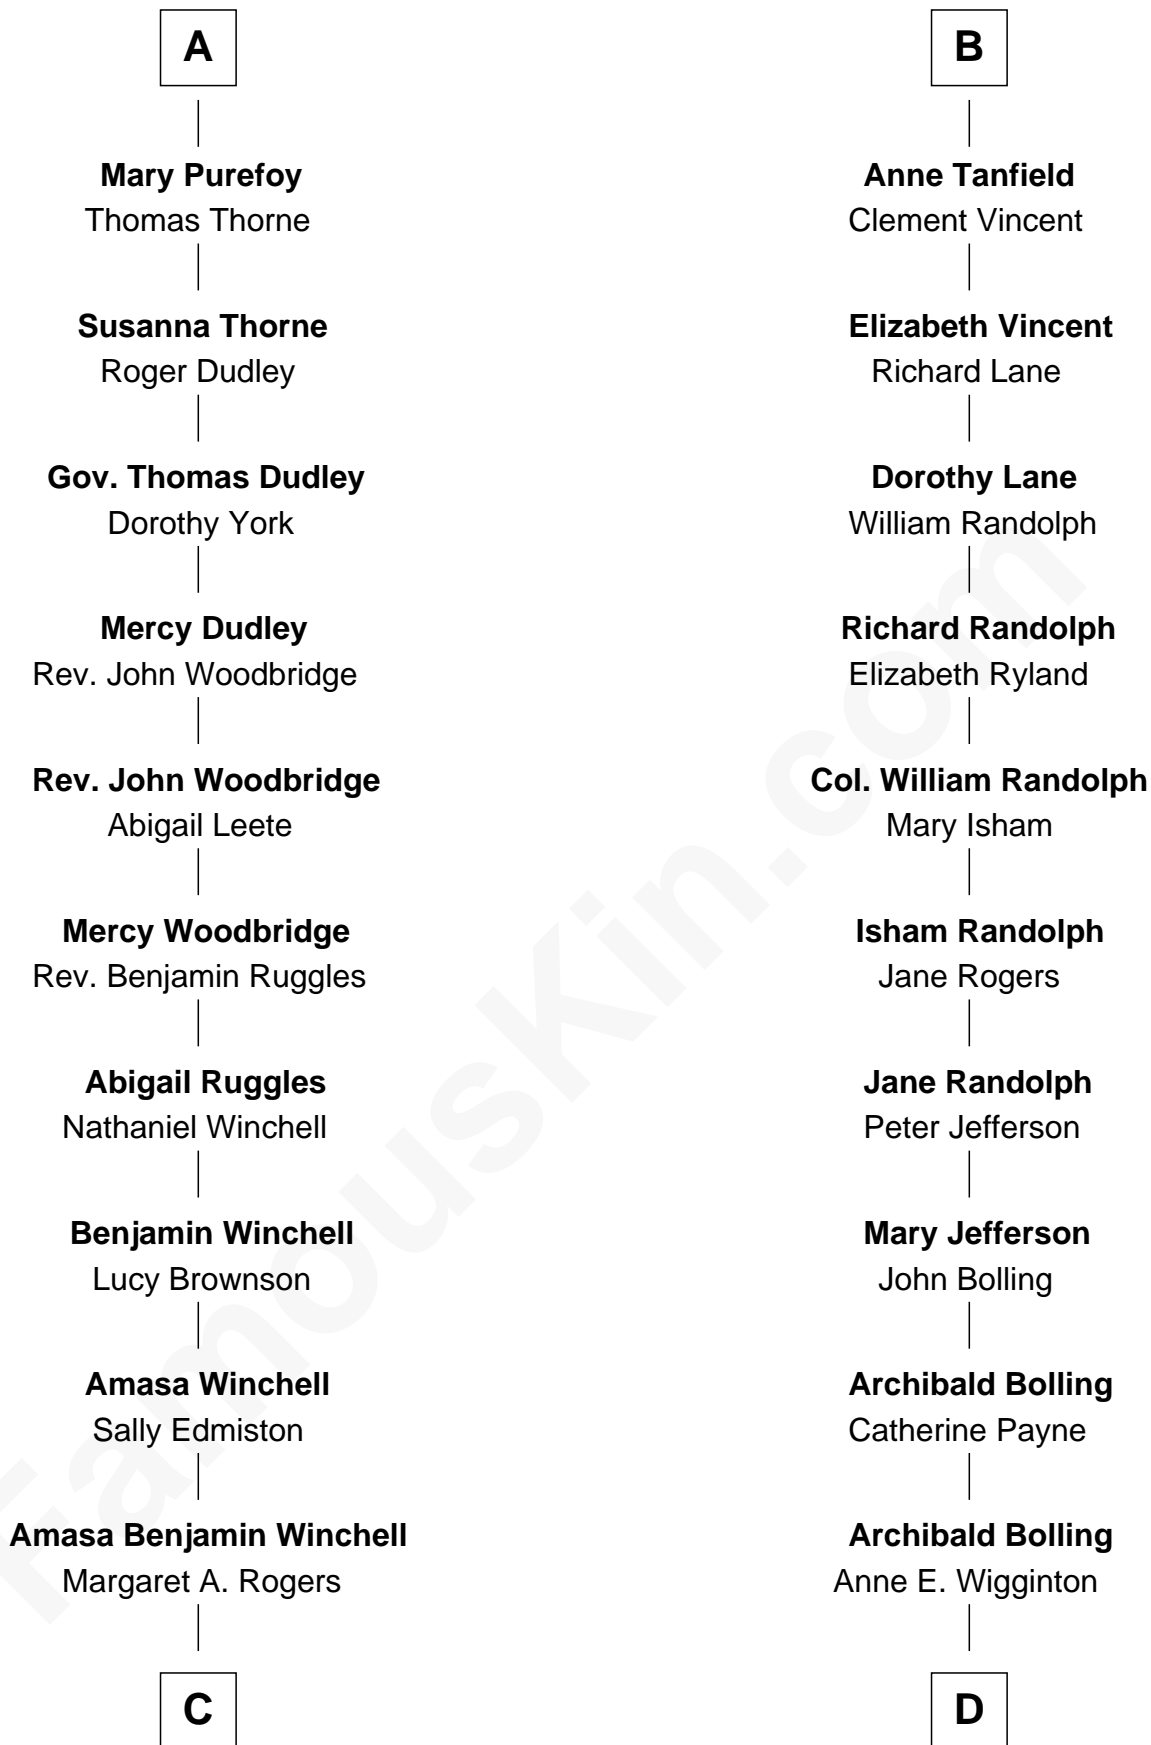 A
Mary Purefoy
Thomas Thorne
Susanna Thorne
Roger Dudley
Gov. Thomas Dudley
Dorothy York
Mercy Dudley
Rev. John Woodbridge
Rev. John Woodbridge
Abigail Leete
Mercy Woodbridge
Rev. Benjamin Ruggles
Abigail Ruggles
Nathaniel Winchell
Benjamin Winchell
Lucy Brownson
Amasa Winchell
Sally Edmiston
Amasa Benjamin Winchell
Margaret A. Rogers
C
B
Anne Tanfield
Clement Vincent
Elizabeth Vincent
Richard Lane
Dorothy Lane
William Randolph
Richard Randolph
Elizabeth Ryland
Col. William Randolph
Mary Isham
Isham Randolph
Jane Rogers
Jane Randolph
Peter Jefferson
Mary Jefferson
John Bolling
Archibald Bolling
Catherine Payne
Archibald Bolling
Anne E. Wigginton
D
FamousKin.com